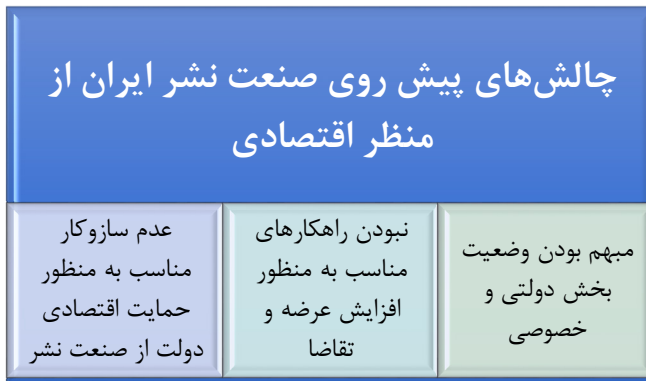 چالش‌های پیش روی صنعت نشر ایران از
منظر اقتصادی
مبهم بودن وضعیت
بخش دولتی و
خصوصی
نبودن راهکارهای
مناسب به منظور
افزایش عرضه و
تقاضا
عدم سازوکار
مناسب به منظور
حمایت اقتصادی
دولت از صنعت نشر